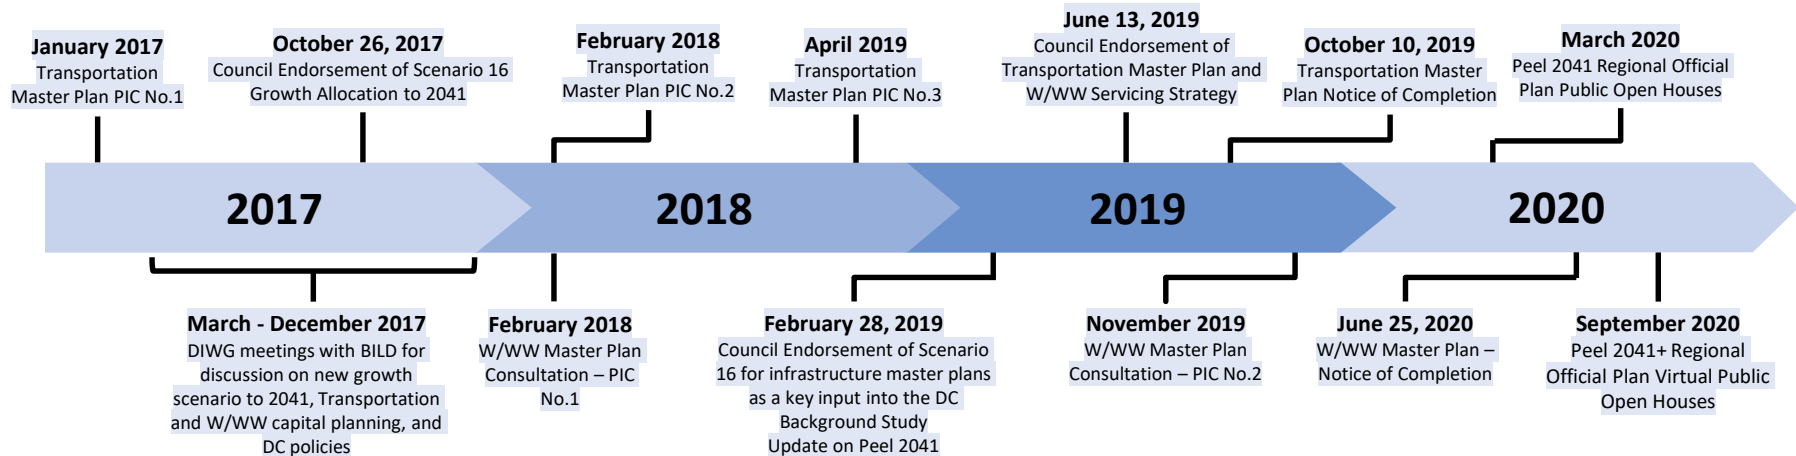 January 2017
Transportation
Master Plan PIC No.1
October 26, 2017
Council Endorsement of Scenario 16
Growth Allocation to 2041
February 2018
Transportation
Master Plan PIC No.2
April 2019
Transportation
Master Plan PIC No.3
June 13, 2019
Council Endorsement of
Transportation Master Plan and
W/WW Servicing Strategy
October 10, 2019
Transportation Master
Plan Notice of Completion
March 2020
Peel 2041 Regional Official
Plan Public Open Houses
2017
2018
2019
2020
March - December 2017
DIWG meetings with BILD for
discussion on new growth
scenario to 2041, Transportation
and W/WW capital planning, and
DC policies
February 2018
W/WW Master Plan
Consultation – PIC
No.1
February 28, 2019
Council Endorsement of Scenario
16 for infrastructure master plans
as a key input into the DC
Background Study
Update on Peel 2041
November 2019
W/WW Master Plan
Consultation – PIC No.2
June 25, 2020
W/WW Master Plan –
Notice of Completion
September 2020
Peel 2041+ Regional
Official Plan Virtual Public
Open Houses